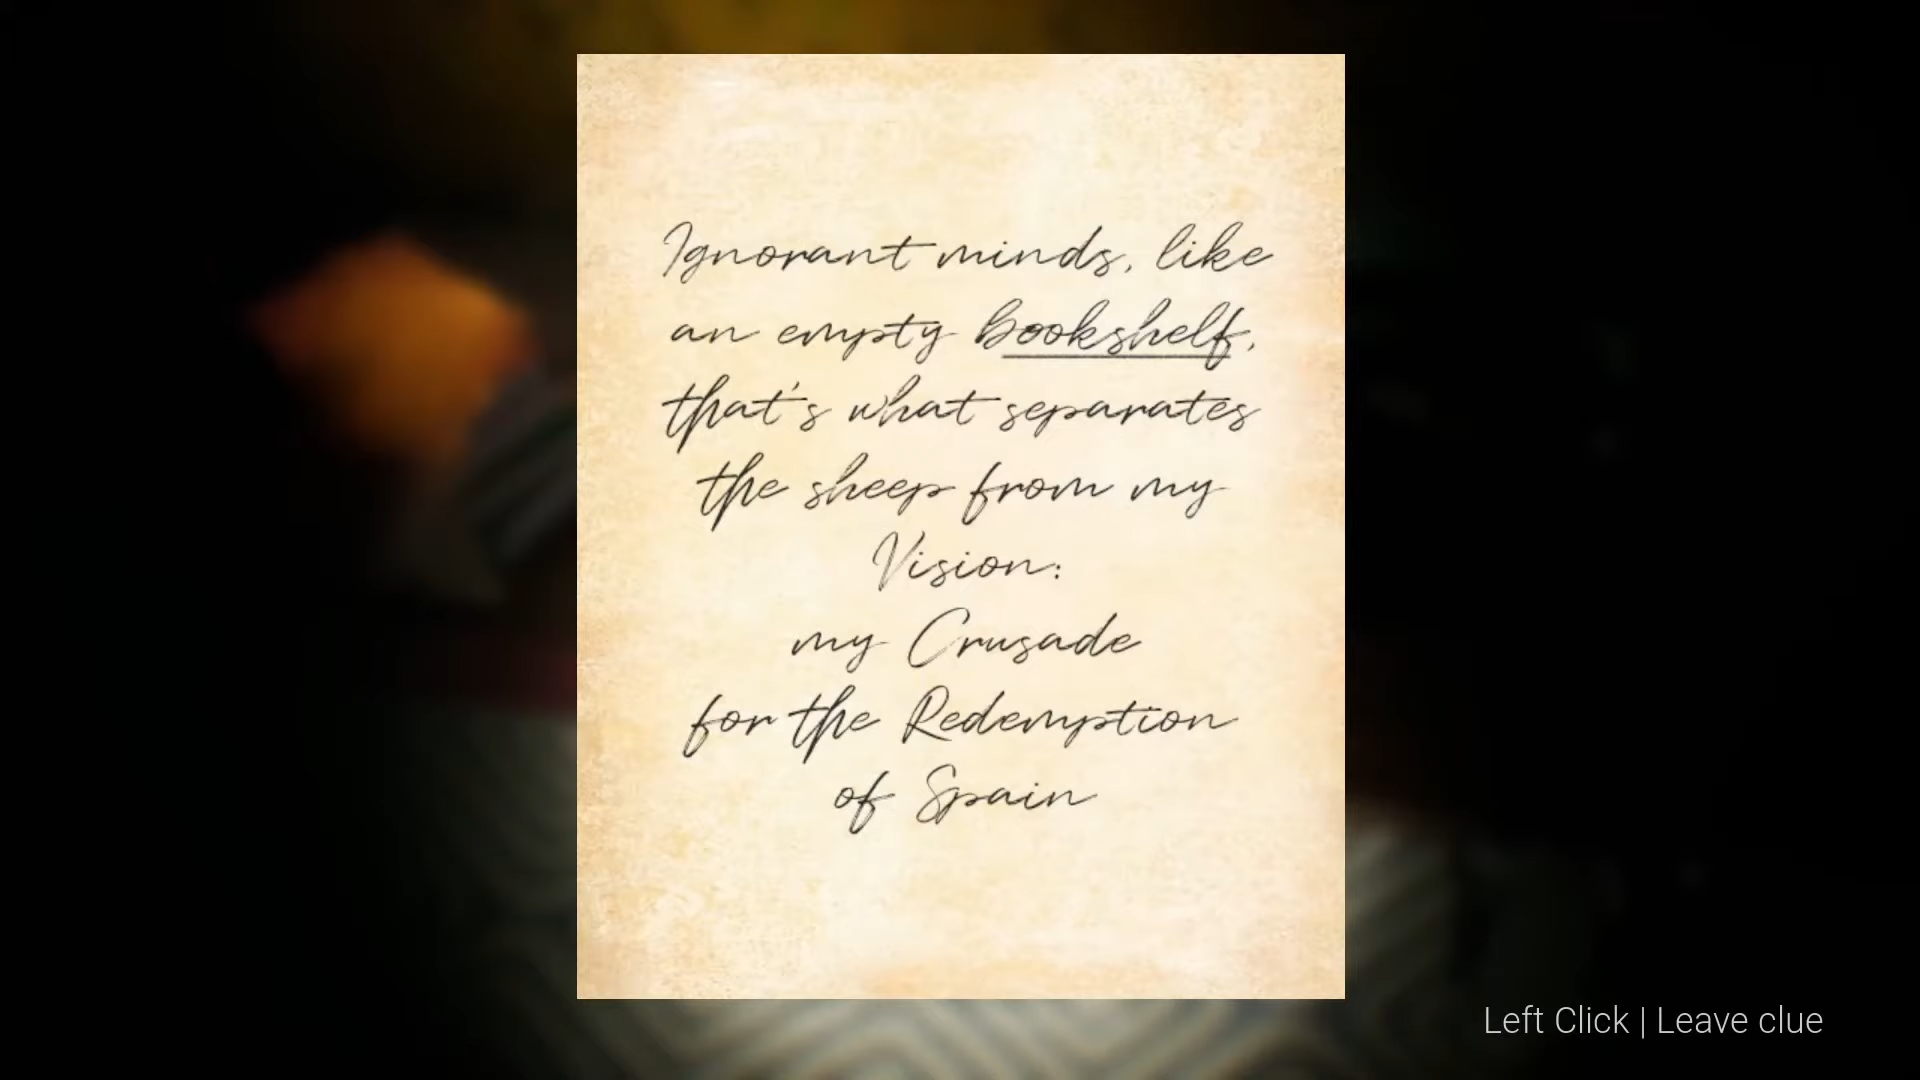 Ignorant minds, like
an empty bookshelf,
that's what separates
the sheep from my
Vision:
my Crusade
for the Redemption
of Spain
Left Click | Leave clue